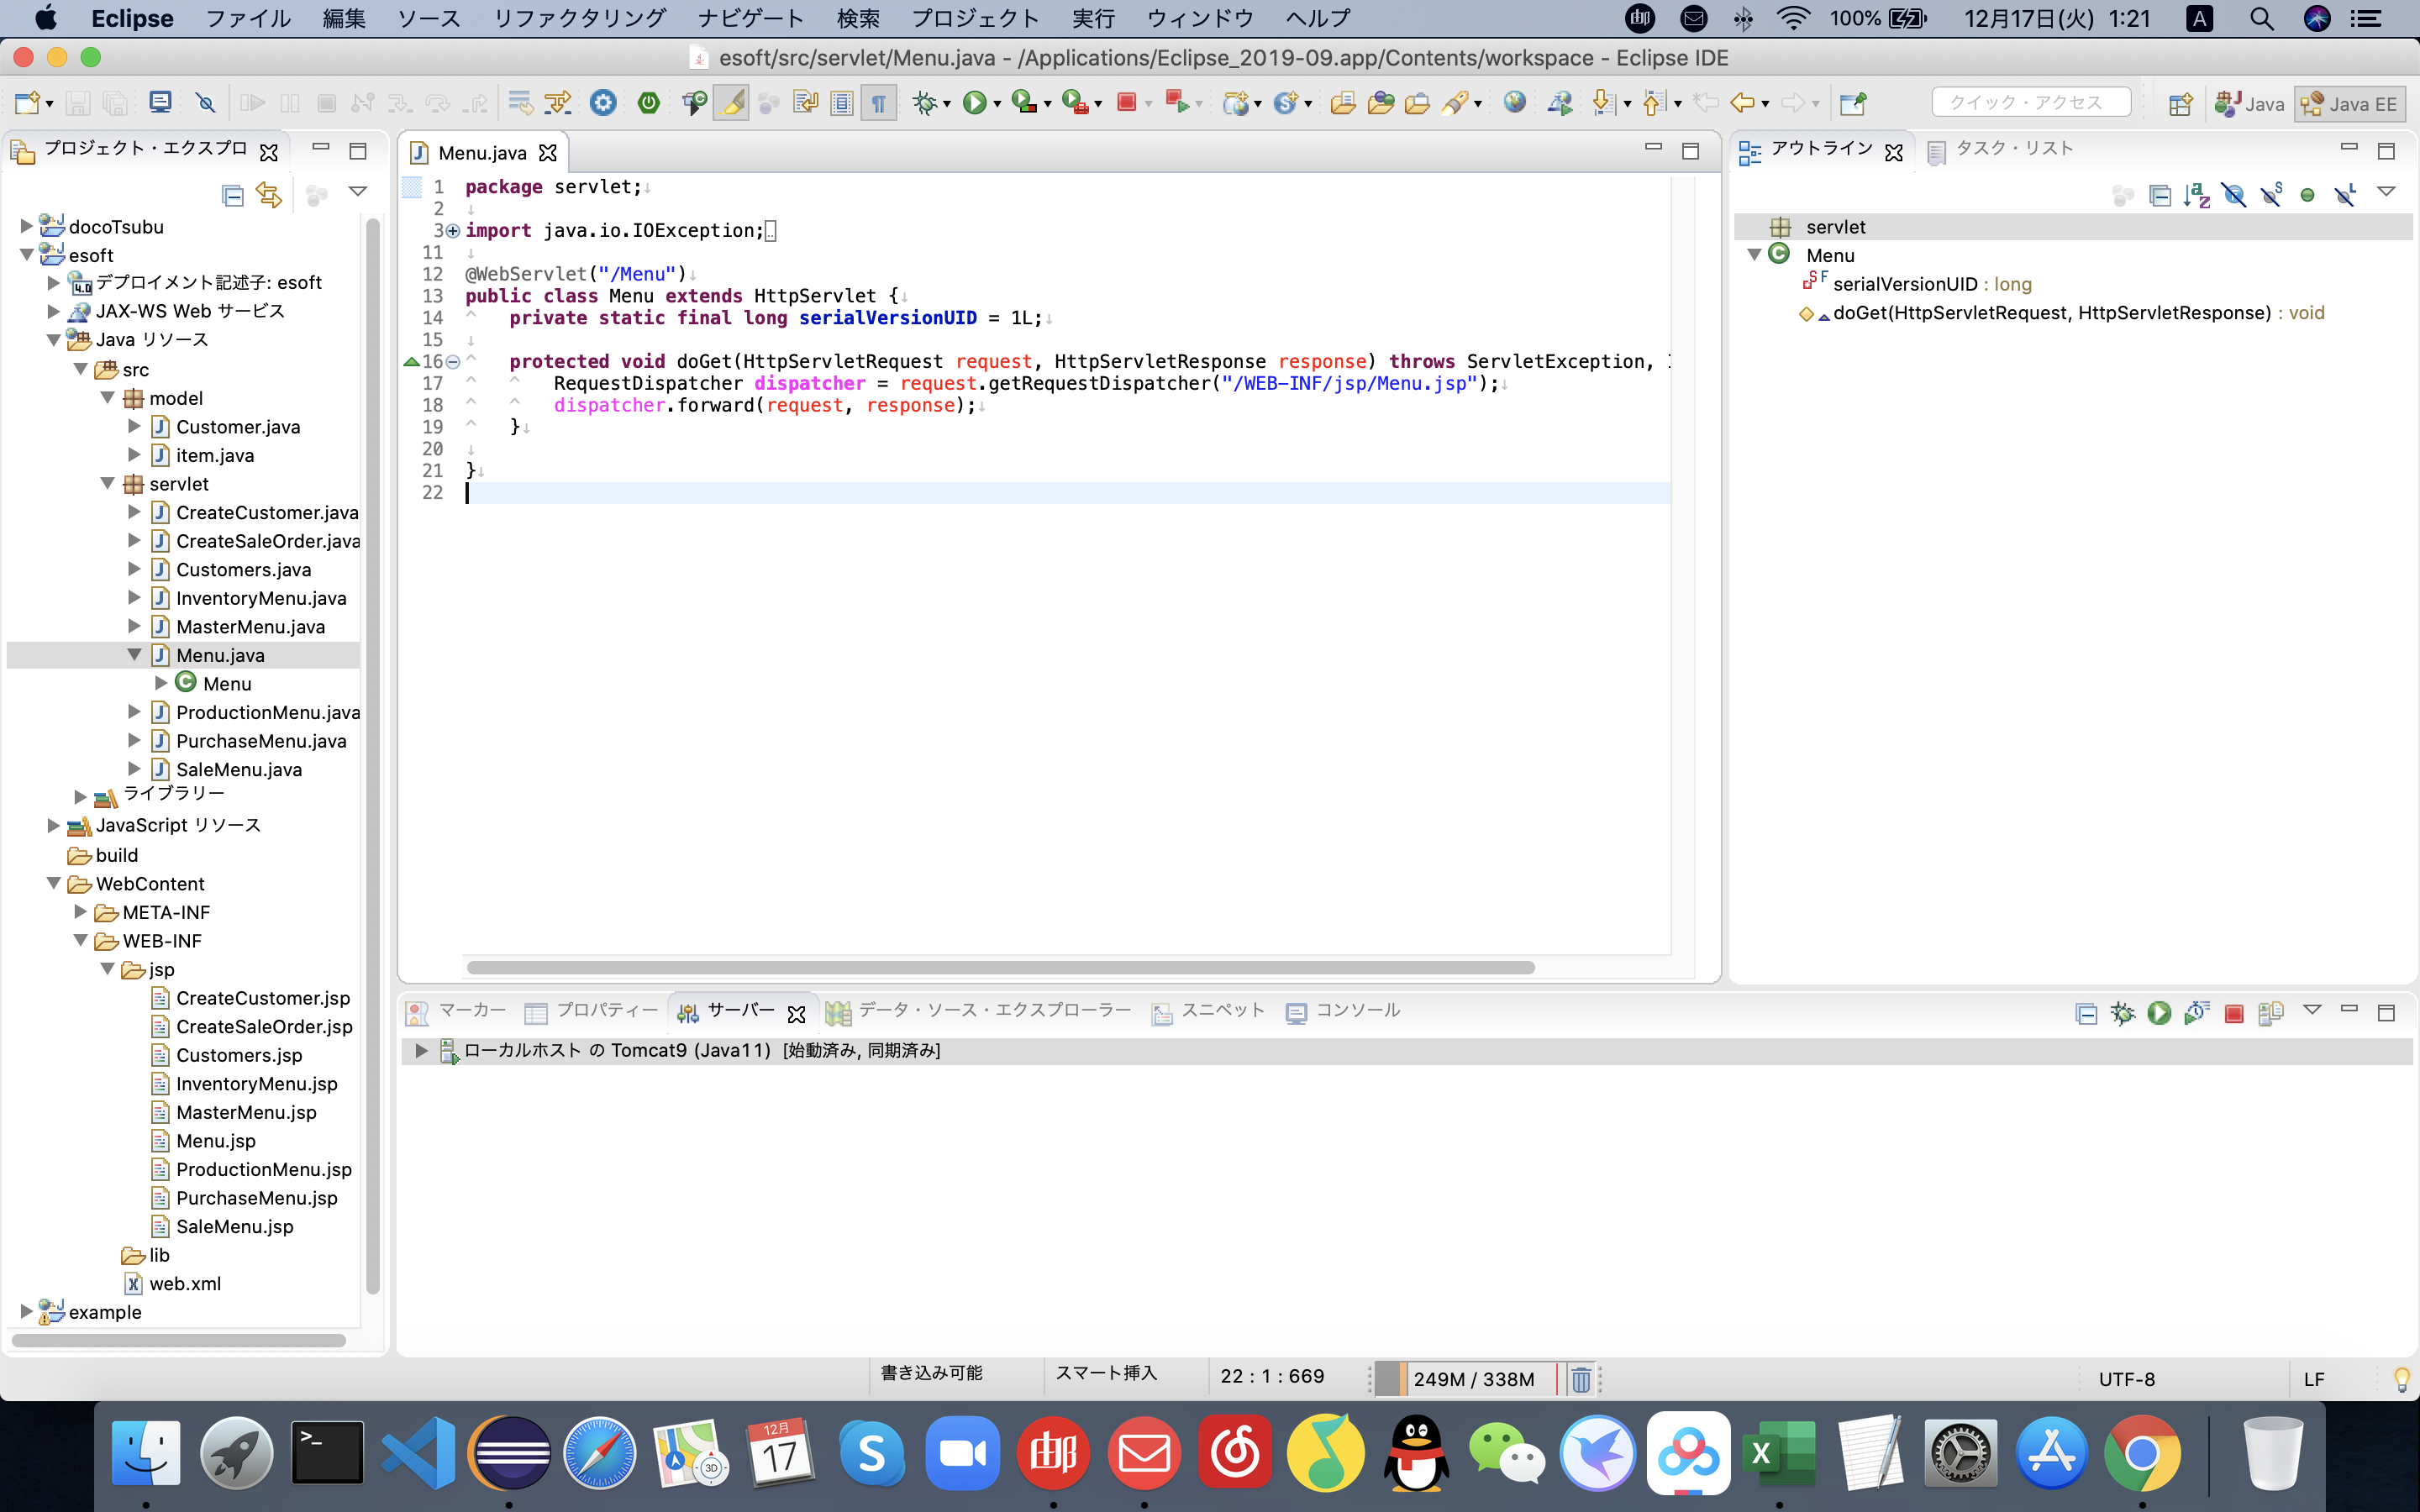 Eclipse ファイル 編集 ソース リファクタリング ナビゲート 検索 プロジェクト 実行 ウィンドウ ヘルプ 100% 12月17日(火) 1:21 A
esoft/src/servlet/Menu.java - /Applications/Eclipse_2019-09.app/Contents/workspace - Eclipse IDE
クイック・アクセス Java Java EE
プロジェクト・エクスプロ
docoTsubu
esoft
デプロイメント記述子: esoft
JAX-WS Web サービス
Java リソース
src
model
Customer.java
item.java
servlet
CreateCustomer.java
CreateSaleOrder.java
Customers.java
InventoryMenu.java
MasterMenu.java
Menu.java
Menu
ProductionMenu.java
PurchaseMenu.java
SaleMenu.java
ライブラリー
JavaScript リソース
build
WebContent
META-INF
WEB-INF
jsp
CreateCustomer.jsp
CreateSaleOrder.jsp
Customers.jsp
InventoryMenu.jsp
MasterMenu.jsp
Menu.jsp
ProductionMenu.jsp
PurchaseMenu.jsp
SaleMenu.jsp
lib
web.xml
example
Menu.java
1 package servlet;
2
3 import java.io.IOException;
11
12 @WebServlet("/Menu")
13 public class Menu extends HttpServlet {
14 private static final long serialVersionUID = 1L;
15
16 protected void doGet(HttpServletRequest request, HttpServletResponse response) throws ServletException, I
17 RequestDispatcher dispatcher = request.getRequestDispatcher("/WEB-INF/jsp/Menu.jsp");
18 dispatcher.forward(request, response);
19 }
20
21 }
22
アウトライン タスク・リスト
servlet
Menu
serialVersionUID : long
doGet(HttpServletRequest, HttpServletResponse) : void
マーカー プロパティー サーバー データ・ソース・エクスプローラー スニペット コンソール
ローカルホスト の Tomcat9 (Java11) [始動済み, 同期済み]
書き込み可能 スマート挿入 22 : 1 : 669 249M / 338M UTF-8 LF
12月
17
3D